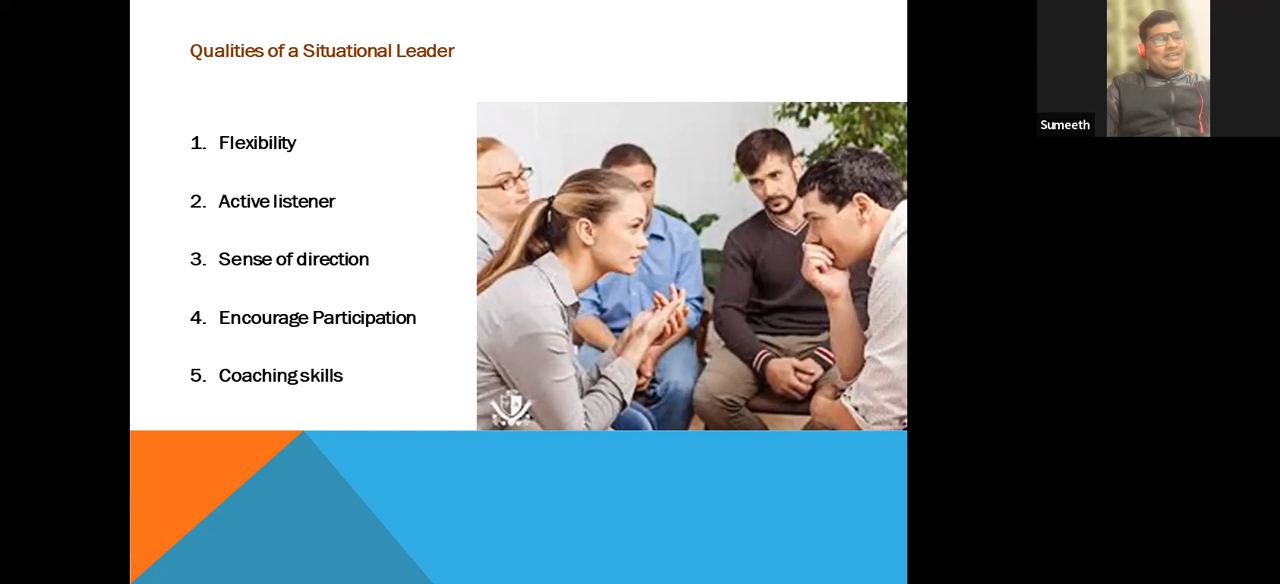 Qualities of a Situational Leader
1. Flexibility
2. Active listener
3. Sense of direction
4. Encourage Participation
5. Coaching skills
Sumeeth